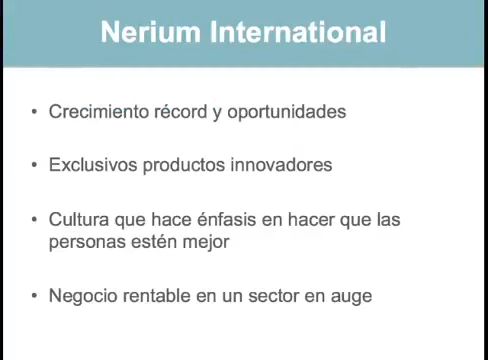 Nerium International
• Crecimiento récord y oportunidades
• Exclusivos productos innovadores
• Cultura que hace énfasis en hacer que las
personas estén mejor
• Negocio rentable en un sector en auge